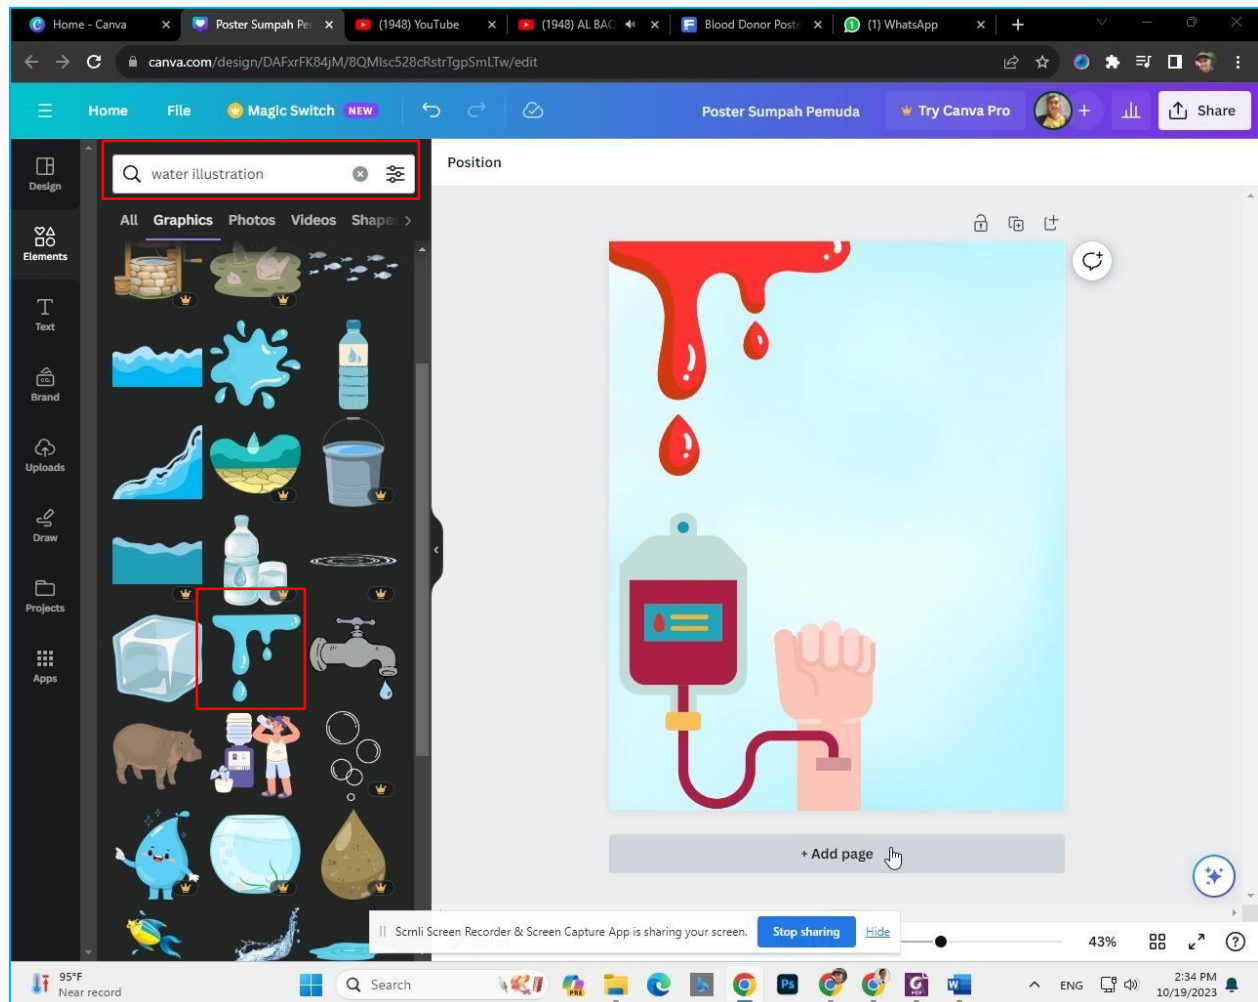 Home - Canva
Poster Sumpah Pe
(1948) YouTube
(1948) AL BAQ
Blood Donor Poste
(1) WhatsApp
canva.com/design/DAFxrFK84jM/8QMlsc528cRstrTgpSmLTw/edit
Home
File
Magic Switch
NEW
Poster Sumpah Pemuda
Try Canva Pro
Share
Design
Elements
Text
Brand
Uploads
Draw
Projects
Apps
water illustration
All
Graphics
Photos
Videos
Shape
Position
+ Add page
Scrnli Screen Recorder & Screen Capture App is sharing your screen.
Stop sharing
Hide
43%
95°F
Near record
Search
ENG
2:34 PM
10/19/2023